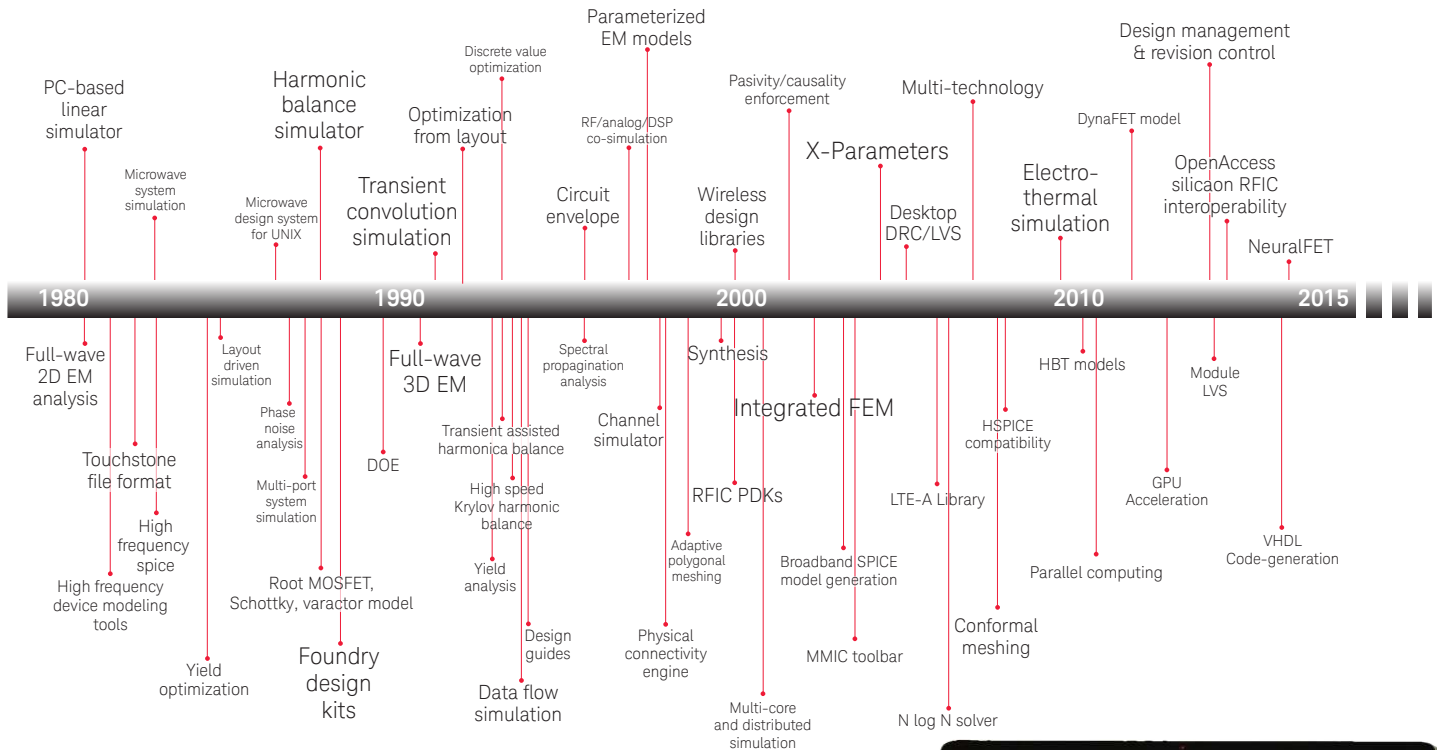 PC-based
linear
simulator
Microwave
system
simulation
Microwave
design system
for UNIX
Harmonic
balance
simulator
Transient
convolution
simulation
Optimization
from layout
Discrete value
optimization
Circuit
envelope
RF/analog/DSP
co-simulation
Parameterized
EM models
Wireless
design
libraries
Pasivity/causality
enforcement
X-Parameters
Desktop
DRC/LVS
Multi-technology
Electro-
thermal
simulation
DynaFET model
Design management
& revision control
OpenAccess
silicaon RFIC
interoperability
NeuralFET
1980
1990
2000
2010
2015
Full-wave
2D EM
analysis
High frequency
device modeling
tools
Touchstone
file format
High
frequency
spice
Yield
optimization
Layout
driven
simulation
Phase
noise
analysis
Multi-port
system
simulation
Root MOSFET,
Schottky, varactor model
Foundry
design
kits
DOE
Full-wave
3D EM
Yield
analysis
Transient assisted
harmonica balance
High speed
Krylov harmonic
balance
Data flow
simulation
Design
guides
Spectral
propagination
analysis
Channel
simulator
Physical
connectivity
engine
Adaptive
polygonal
meshing
Synthesis
RFIC PDKs
Multi-core
and distributed
simulation
Integrated FEM
Broadband SPICE
model generation
MMIC toolbar
LTE-A Library
N log N solver
Conformal
meshing
HSPICE
compatibility
HBT models
Parallel computing
GPU
Acceleration
Module
LVS
VHDL
Code-generation